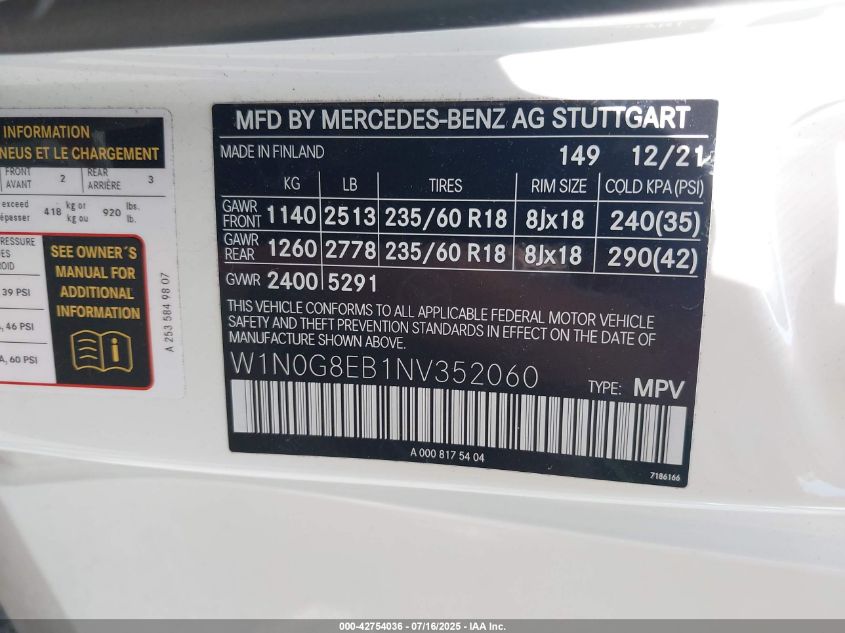 INFORMATION
NEUS ET LE CHARGEMENT
FRONT AVANT 2 REAR ARRIÈRE 3
exceed 418 kg or kg ou 920 lbs. lb.
39 PSI
46 PSI
60 PSI
SEE OWNER'S
MANUAL FOR
ADDITIONAL
INFORMATION
A 253 584 98 07
MFD BY MERCEDES-BENZ AG STUTTGART
MADE IN FINLAND 149 12/21
KG LB TIRES RIM SIZE COLD KPA (PSI)
GAWR FRONT 1140 2513 235/60 R18 8Jx18 240(35)
GAWR REAR 1260 2778 235/60 R18 8Jx18 290(42)
GVWR 2400 5291
THIS VEHICLE CONFORMS TO ALL APPLICABLE FEDERAL MOTOR VEHICLE
SAFETY AND THEFT PREVENTION STANDARDS IN EFFECT ON THE DATE OF
MANUFACTURE SHOWN ABOVE.
W1N0G8EB1NV352060
TYPE: MPV
A 000 817 54 04
7186166
000-42754036 - 07/16/2025 - IAA Inc.